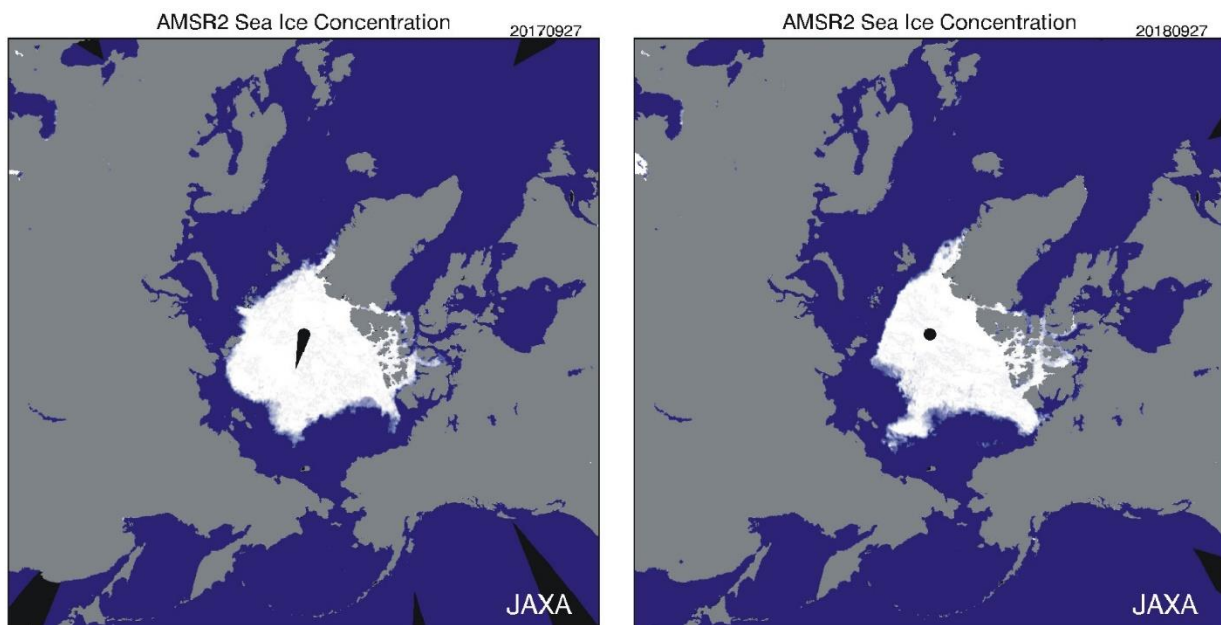 AMSR2 Sea Ice Concentration
20170927
JAXA
AMSR2 Sea Ice Concentration
20180927
JAXA